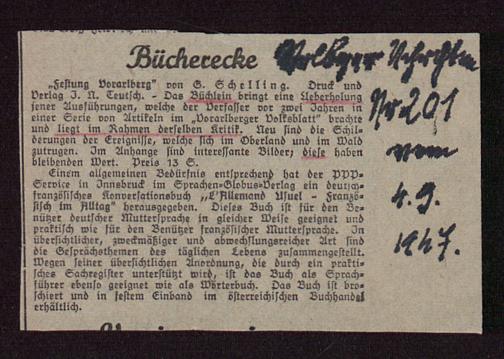 Bücherecke
„Festung Vorarlberg" von G. Schelling. Druck und
Verlag J. N. Teutsch. - Das Büchlein bringt eine Ueberholung
jener Ausführungen, welche der Verfasser vor zwei Jahren in
einer Serie von Artikeln im „Vorarlberger Volksblatt" brachte
und liegt im Rahmen derselben Kritik. Neu sind die Schil-
derungen der Ereignisse, welche sich im Oberland und im Wald
zutrugen. Im Anhange sind interessante Bilder; diese haben
bleibenden Wert. Preis 13 S.
Einem allgemeinen Bedürfnis entsprechend hat der PPP-
Service in Innsbruck im Sprachen-Globus-Verlag ein deutsch-
französisches Konversationsbuch „L'Allemand Usuel - Franzö-
sisch im Alltag" herausgegeben. Dieses Buch ist für den Be-
nützer deutscher Muttersprache in gleicher Weise geeignet und
praktisch wie für den Benützer französischer Muttersprache. In
übersichtlicher, zweckmäßiger und abwechslungsreicher Art sind
die Gesprächsthemen des täglichen Lebens zusammengestellt.
Wegen seiner übersichtlichen Anordnung, die durch ein prakti-
sches Sachregister unterstützt wird, ist das Buch als Sprach-
führer ebenso geeignet wie als Wörterbuch. Das Buch ist bro-
schiert und in festem Einband im österreichischen Buchhandel
erhältlich.
Nr 201
vom
4.9.
1947.